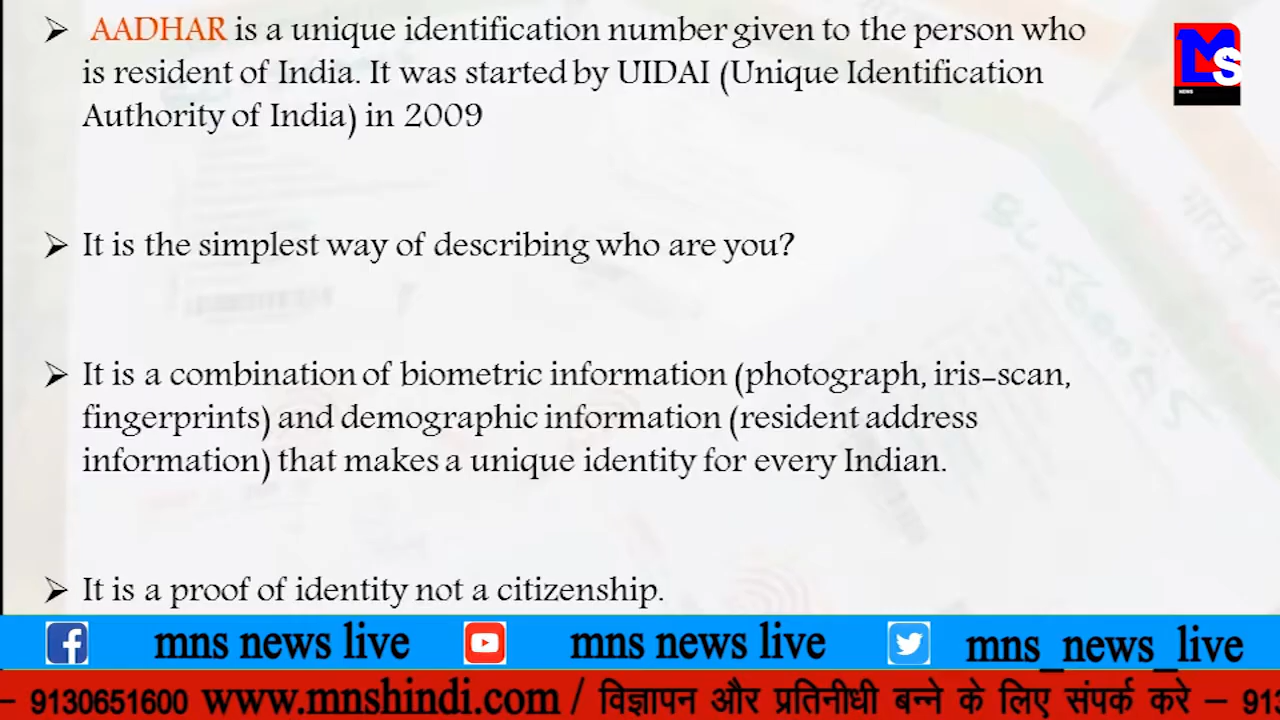 ➢ AADHAR is a unique identification number given to the person who
is resident of India. It was started by UIDAI (Unique Identification
Authority of India) in 2009
➢ It is the simplest way of describing who are you?
➢ It is a combination of biometric information (photograph, iris-scan,
fingerprints) and demographic information (resident address
information) that makes a unique identity for every Indian.
➢ It is a proof of identity not a citizenship.
MS
NEWS
mns news live mns news live mns_news_live
– 9130651600 www.mnshindi.com / विज्ञापन और प्रतिनीधी बन्ने के लिए संपर्क करे – 913